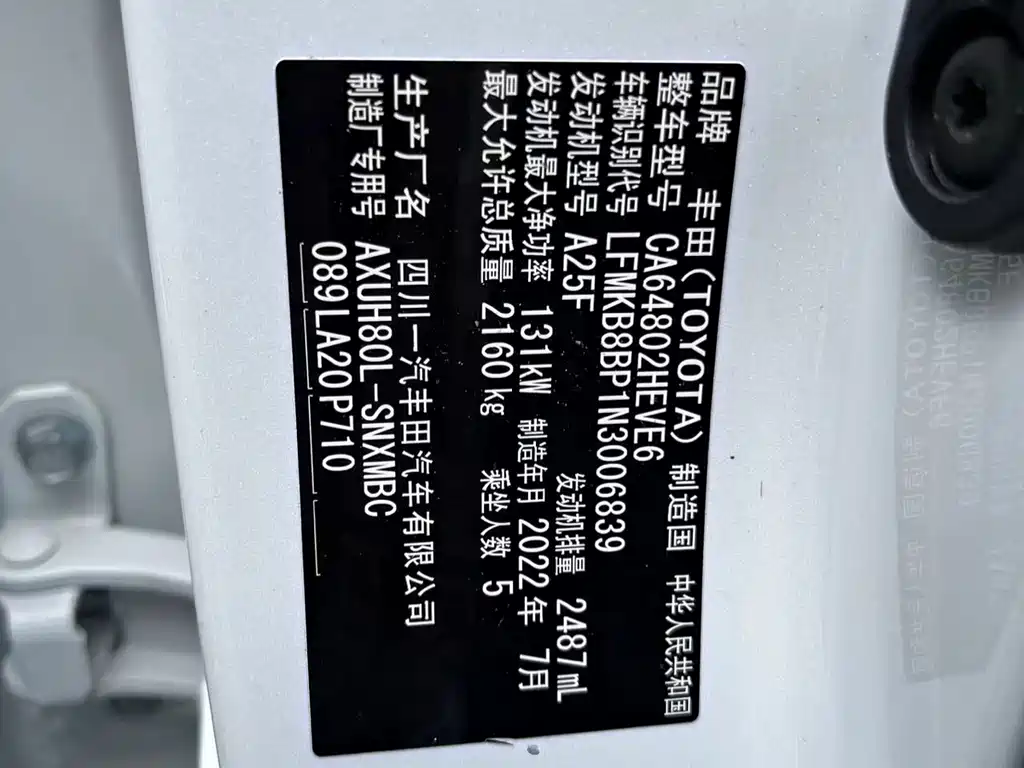 品牌 丰田(TOYOTA) 制造国 中华人民共和国
整车型号 CA64802HEVE6
车辆识别代号 LFMKB8BP1N3006839
发动机型号 A25F 发动机排量 2487mL
发动机最大净功率 131kW 制造年月 2022年 7月
最大允许总质量 2160kg 乘坐人数 5
生产厂名 四川一汽丰田汽车有限公司
制造厂专用号 AXUH80L-SNXMBC
089LA20P710